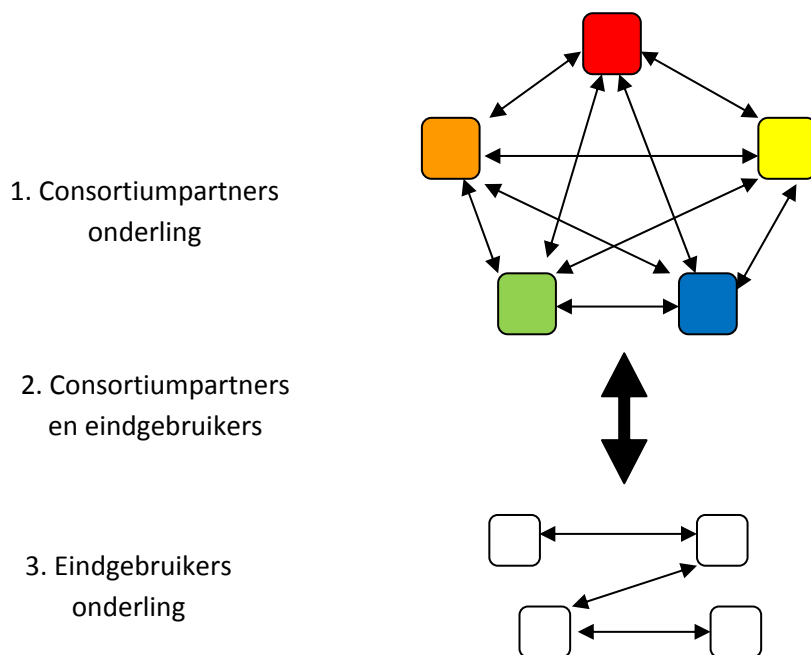 1. Consortiumpartners
onderling
2. Consortiumpartners
en eindgebruikers
3. Eindgebruikers
onderling